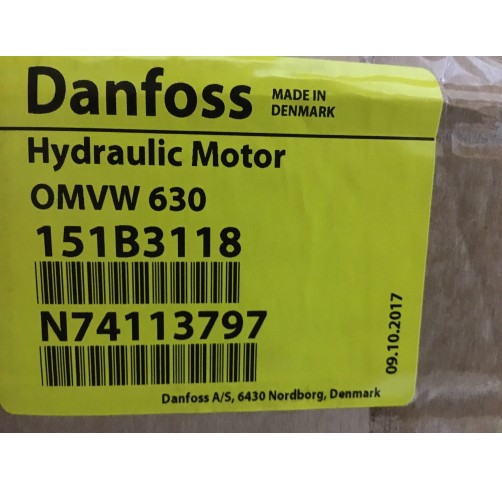 Danfoss
MADE IN
DENMARK
Hydraulic Motor
OMVW 630
151B3118
N74113797
09.10.2017
Danfoss A/S, 6430 Nordborg, Denmark